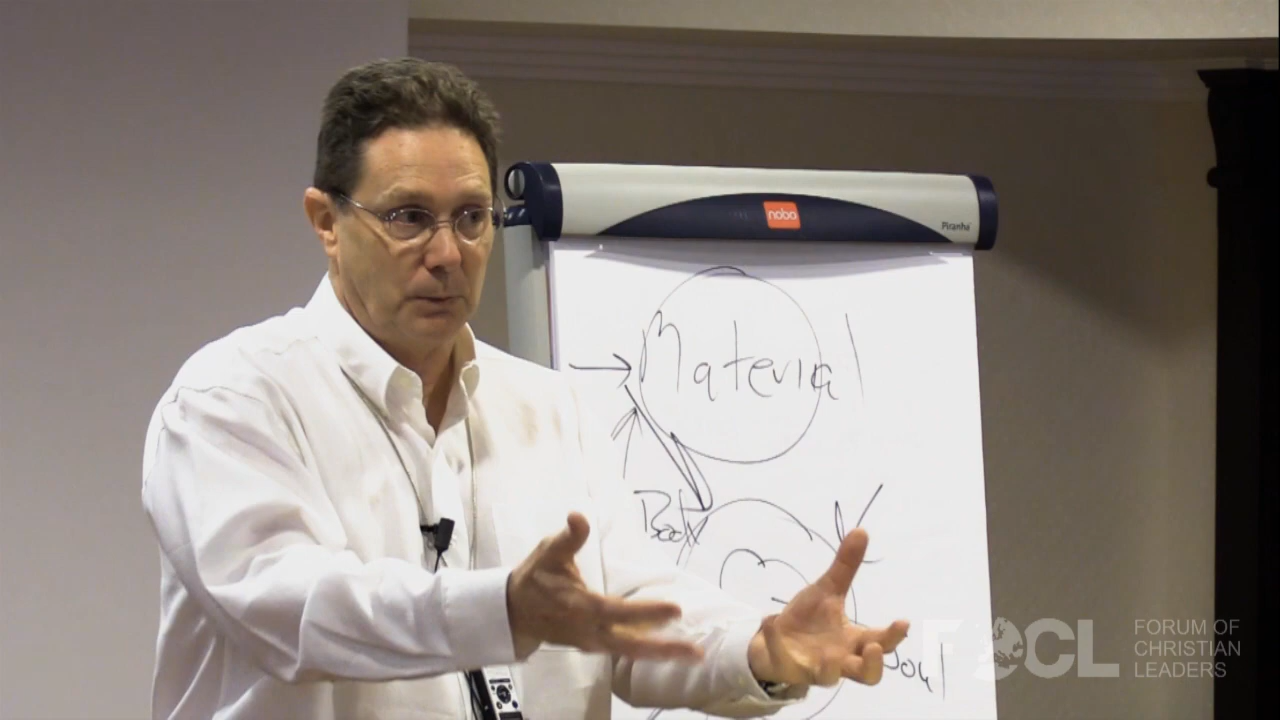 nobo
Piranha
Material
Body
Soul
FOCL
FORUM OF
CHRISTIAN
LEADERS